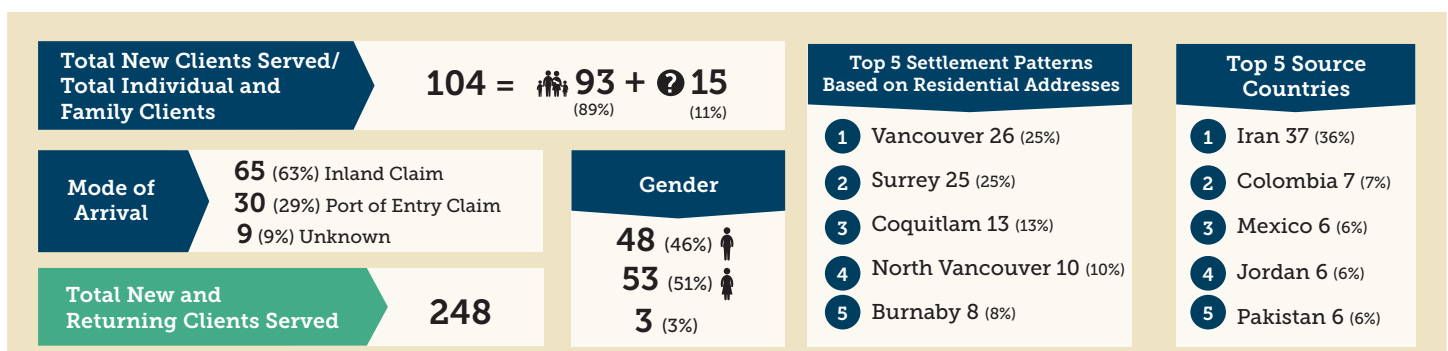 Total New Clients Served/
Total Individual and
Family Clients
104 = 93 + ? 15
(89%) (11%)
Mode of
Arrival
65 (63%) Inland Claim
30 (29%) Port of Entry Claim
9 (9%) Unknown
Total New and
Returning Clients Served
248
Gender
48 (46%)
53 (51%)
3 (3%)
Top 5 Settlement Patterns
Based on Residential Addresses
1 Vancouver 26 (25%)
2 Surrey 25 (25%)
3 Coquitlam 13 (13%)
4 North Vancouver 10 (10%)
5 Burnaby 8 (8%)
Top 5 Source
Countries
1 Iran 37 (36%)
2 Colombia 7 (7%)
3 Mexico 6 (6%)
4 Jordan 6 (6%)
5 Pakistan 6 (6%)